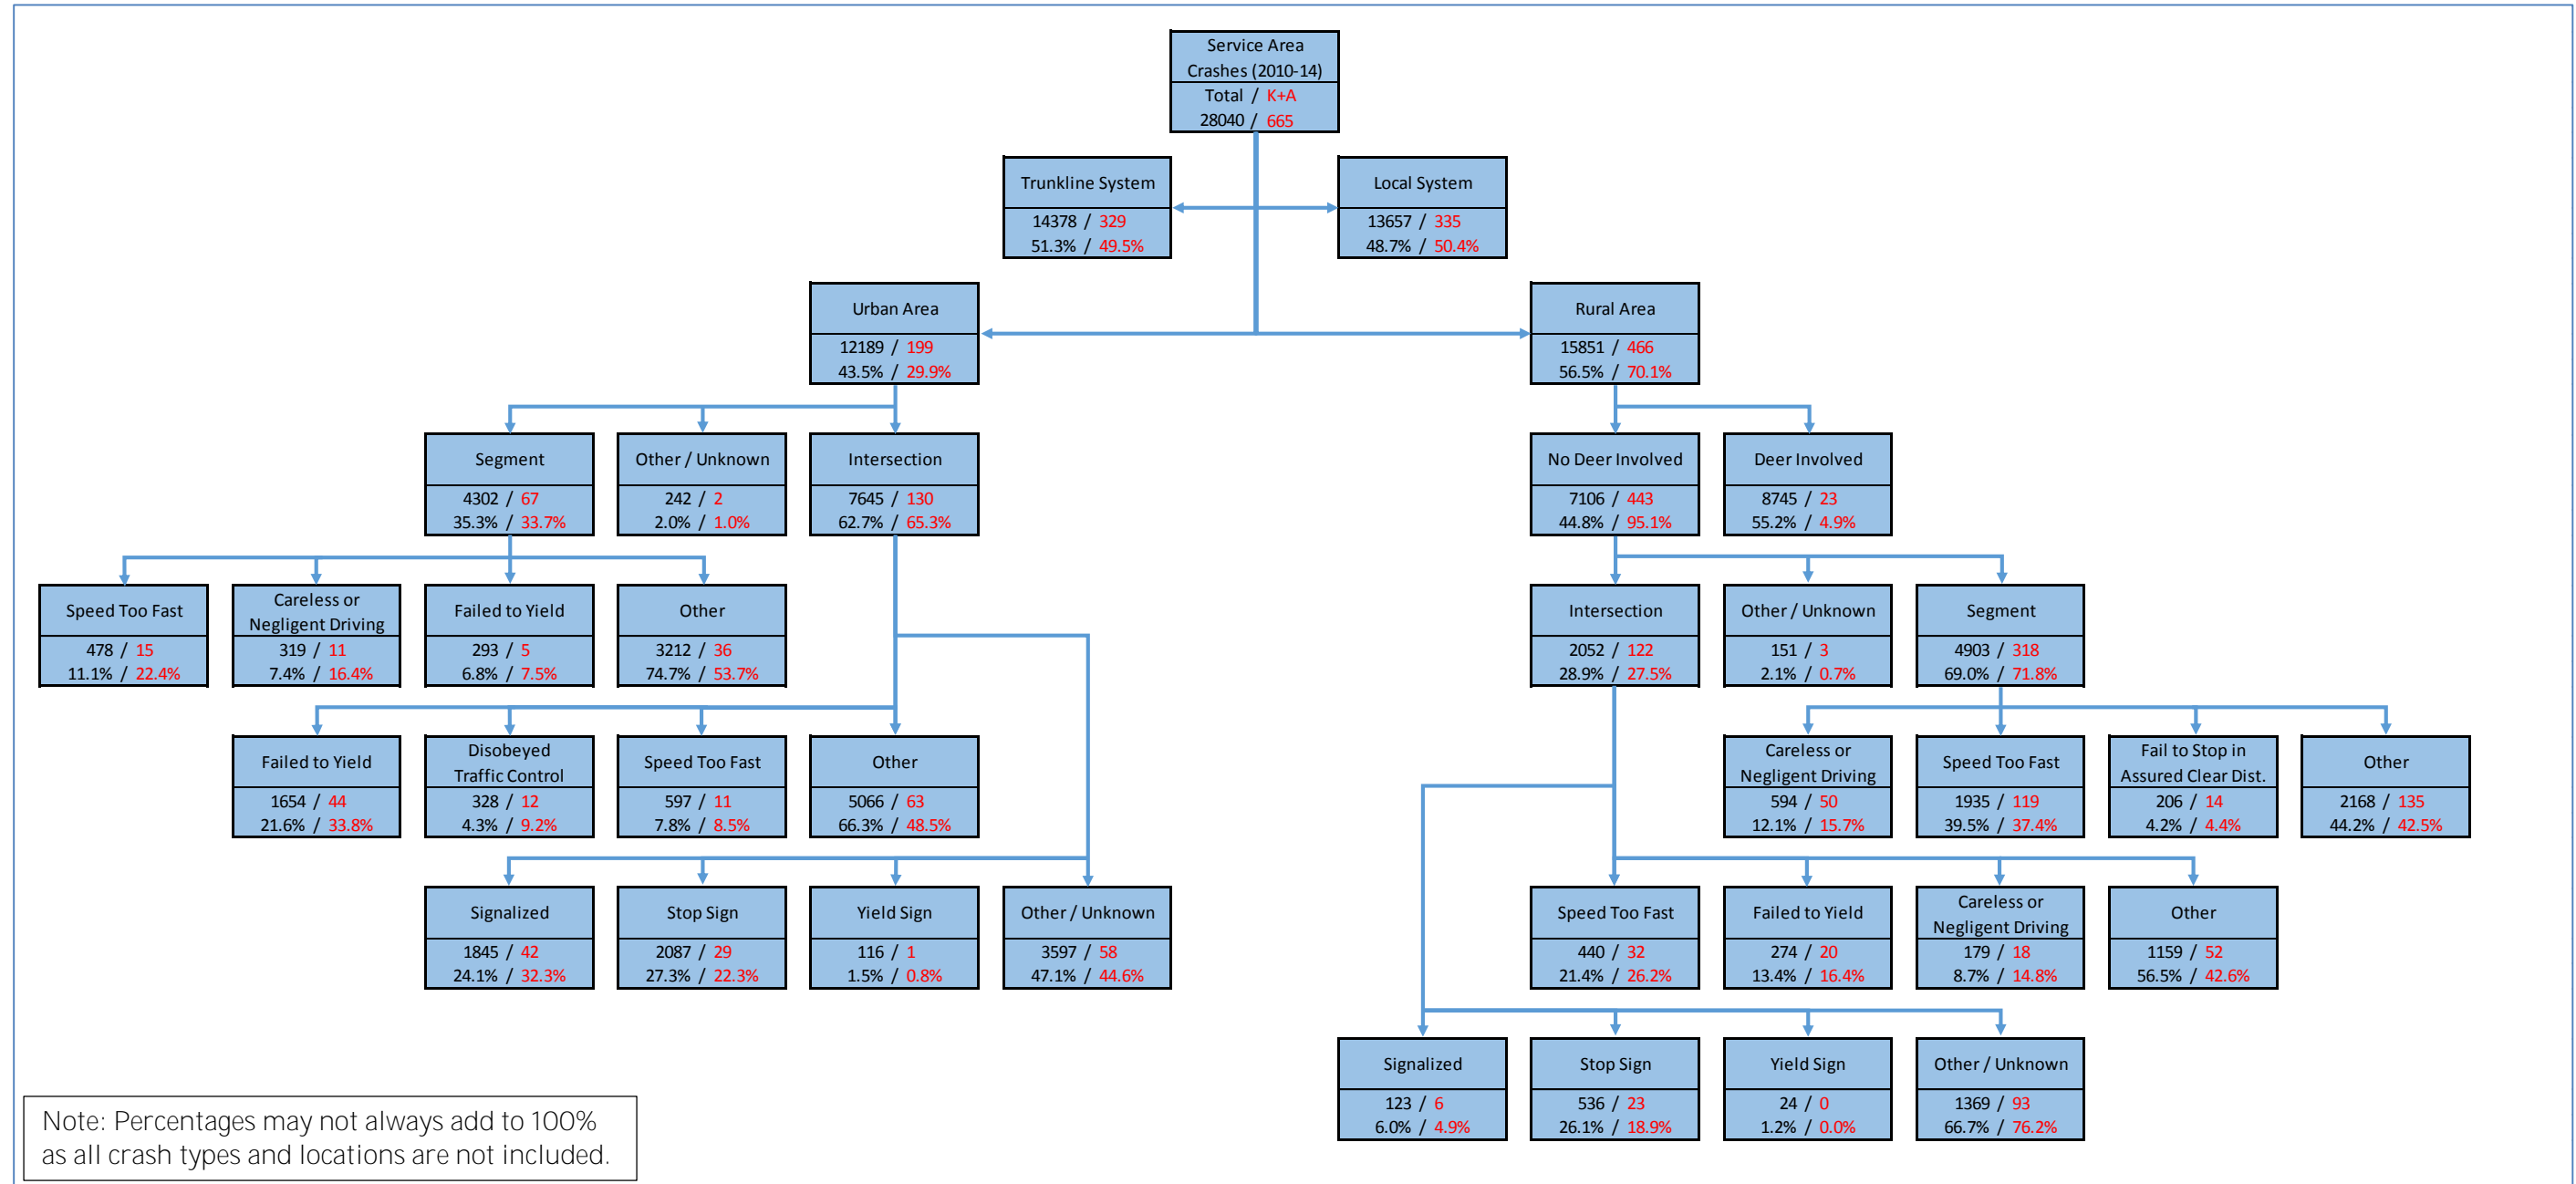 Service Area
Crashes (2010-14)
Total / K+A
28040 / 665
Trunkline System
14378 / 329
51.3% / 49.5%
Local System
13657 / 335
48.7% / 50.4%
Urban Area
12189 / 199
43.5% / 29.9%
Rural Area
15851 / 466
56.5% / 70.1%
Segment
4302 / 67
35.3% / 33.7%
Other / Unknown
242 / 2
2.0% / 1.0%
Intersection
7645 / 130
62.7% / 65.3%
No Deer Involved
7106 / 443
44.8% / 95.1%
Deer Involved
8745 / 23
55.2% / 4.9%
Speed Too Fast
478 / 15
11.1% / 22.4%
Careless or
Negligent Driving
319 / 11
7.4% / 16.4%
Failed to Yield
293 / 5
6.8% / 7.5%
Other
3212 / 36
74.7% / 53.7%
Intersection
2052 / 122
28.9% / 27.5%
Other / Unknown
151 / 3
2.1% / 0.7%
Segment
4903 / 318
69.0% / 71.8%
Failed to Yield
1654 / 44
21.6% / 33.8%
Disobeyed
Traffic Control
328 / 12
4.3% / 9.2%
Speed Too Fast
597 / 11
7.8% / 8.5%
Other
5066 / 63
66.3% / 48.5%
Careless or
Negligent Driving
594 / 50
12.1% / 15.7%
Speed Too Fast
1935 / 119
39.5% / 37.4%
Fail to Stop in
Assured Clear Dist.
206 / 14
4.2% / 4.4%
Other
2168 / 135
44.2% / 42.5%
Signalized
1845 / 42
24.1% / 32.3%
Stop Sign
2087 / 29
27.3% / 22.3%
Yield Sign
116 / 1
1.5% / 0.8%
Other / Unknown
3597 / 58
47.1% / 44.6%
Speed Too Fast
440 / 32
21.4% / 26.2%
Failed to Yield
274 / 20
13.4% / 16.4%
Careless or
Negligent Driving
179 / 18
8.7% / 14.8%
Other
1159 / 52
56.5% / 42.6%
Signalized
123 / 6
6.0% / 4.9%
Stop Sign
536 / 23
26.1% / 18.9%
Yield Sign
24 / 0
1.2% / 0.0%
Other / Unknown
1369 / 93
66.7% / 76.2%
Note: Percentages may not always add to 100%
as all crash types and locations are not included.